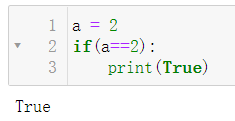 1 a = 2
2 if(a==2):
3     print(True)
True